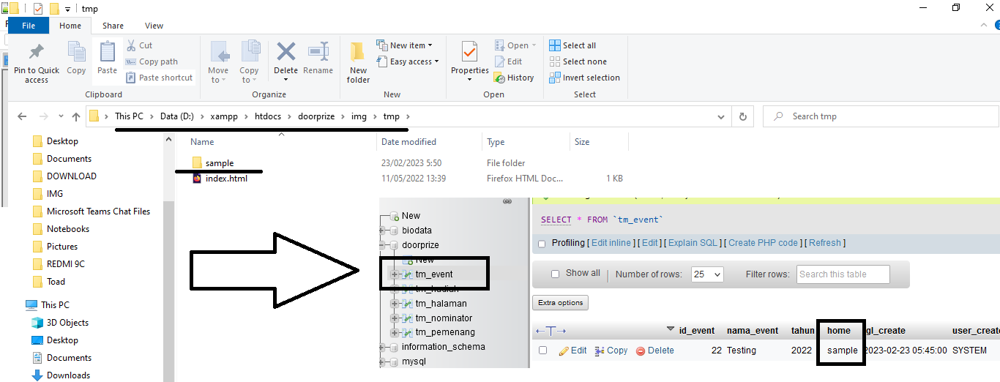 tmp
File Home Share View
Pin to Quick access
Copy
Paste
Cut
Copy path
Paste shortcut
Clipboard
Move to
Copy to
Delete
Rename
Organize
New folder
New item
Easy access
New
Properties
Open
Edit
History
Open
Select all
Select none
Invert selection
Select
This PC > Data (D:) > xampp > htdocs > doorprize > img > tmp >
Search tmp
Desktop
Documents
DOWNLOAD
IMG
Microsoft Teams Chat Files
Notebooks
Pictures
REDMI 9C
Toad
This PC
3D Objects
Desktop
Documents
Downloads
Name Date modified Type Size
sample 23/02/2023 5:50 File folder
index.html 11/05/2022 13:39 Firefox HTML Doc... 1 KB
New
biodata
doorprize
New
tm_event
tm_hadiah
tm_halaman
tm_nominator
tm_pemenang
information_schema
mysql
SELECT * FROM `tm_event`
Profiling [ Edit inline ] [ Edit ] [ Explain SQL ] [ Create PHP code ] [ Refresh ]
Show all Number of rows: 25 Filter rows: Search this table
Extra options
←T→ id_event nama_event tahun home gl_create user_create
Edit Copy Delete 22 Testing 2022 sample 2023-02-23 05:45:00 SYSTEM